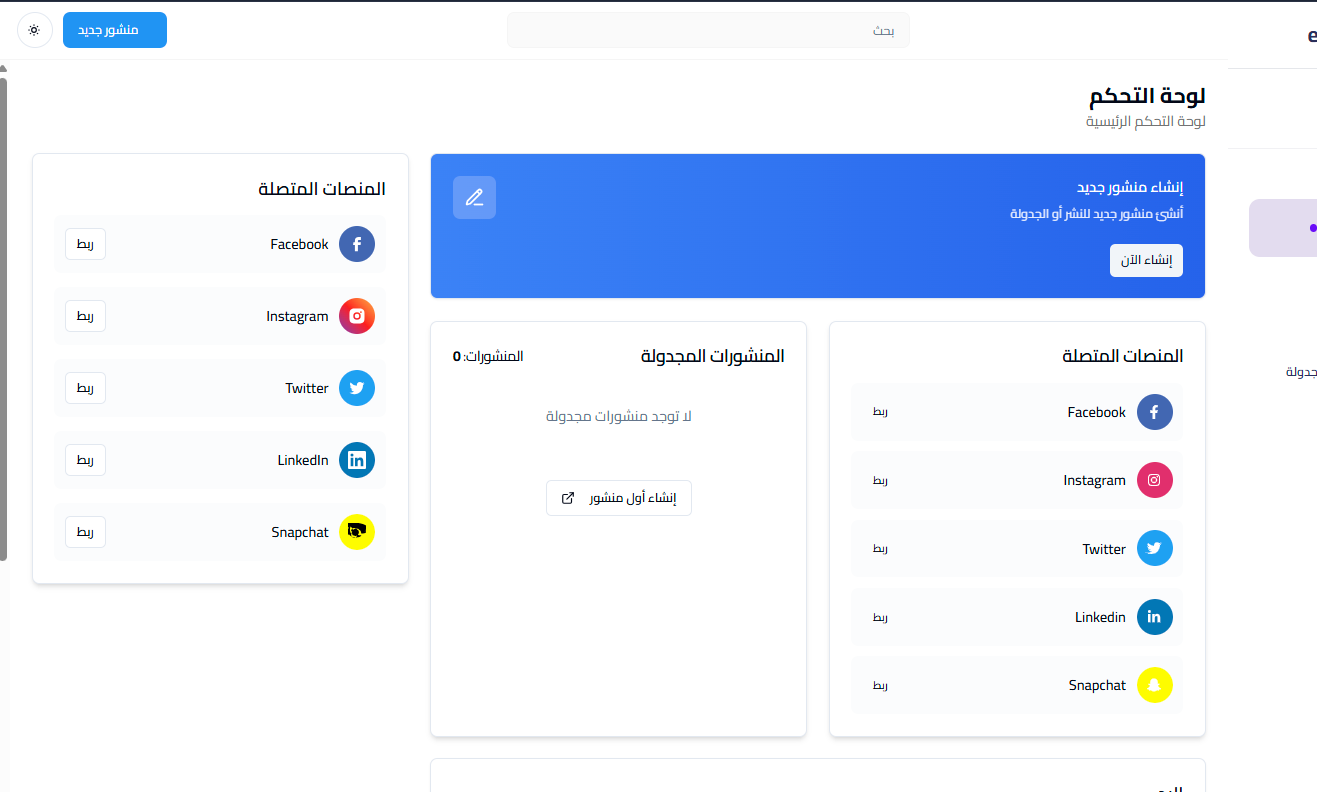 بحث
منشور جديد
e
لوحة التحكم
لوحة التحكم الرئيسية
إنشاء منشور جديد
أنشئ منشور جديد للنشر أو الجدولة
إنشاء الآن
المنصات المتصلة
Facebook
ربط
Instagram
ربط
Twitter
ربط
Linkedin
ربط
Snapchat
ربط
المنشورات المجدولة
المنشورات: 0
لا توجد منشورات مجدولة
إنشاء أول منشور
المنصات المتصلة
Facebook
ربط
Instagram
ربط
Twitter
ربط
LinkedIn
ربط
Snapchat
ربط
جدولة